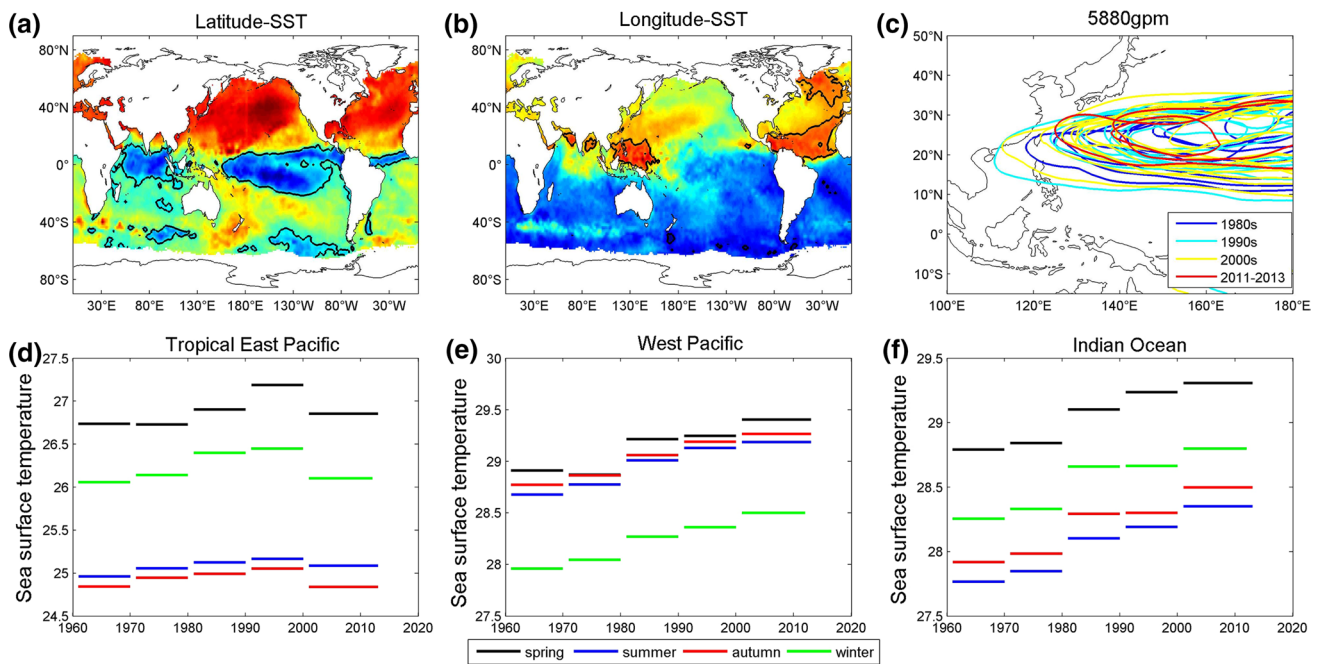 (a) Latitude-SST
80°N
40°N
0°
40°S
80°S
30°E 80°E 130°E 180°E 130°W 80°W 30°W
(b) Longitude-SST
80°N
40°N
0°
40°S
80°S
30°E 80°E 130°E 180°E 130°W 80°W 30°W
(c) 5880gpm
50°N
40°N
30°N
20°N
10°N
0°
10°S
100°E 120°E 140°E 160°E 180°E
1980s
1990s
2000s
2011-2013
(d) Tropical East Pacific
Sea surface temperature
27.5
27
26.5
26
25.5
25
24.5
1960 1970 1980 1990 2000 2010 2020
(e) West Pacific
Sea surface temperature
30
29.5
29
28.5
28
27.5
1960 1970 1980 1990 2000 2010 2020
(f) Indian Ocean
Sea surface temperature
29.5
29
28.5
28
27.5
1960 1970 1980 1990 2000 2010 2020
spring summer autumn winter